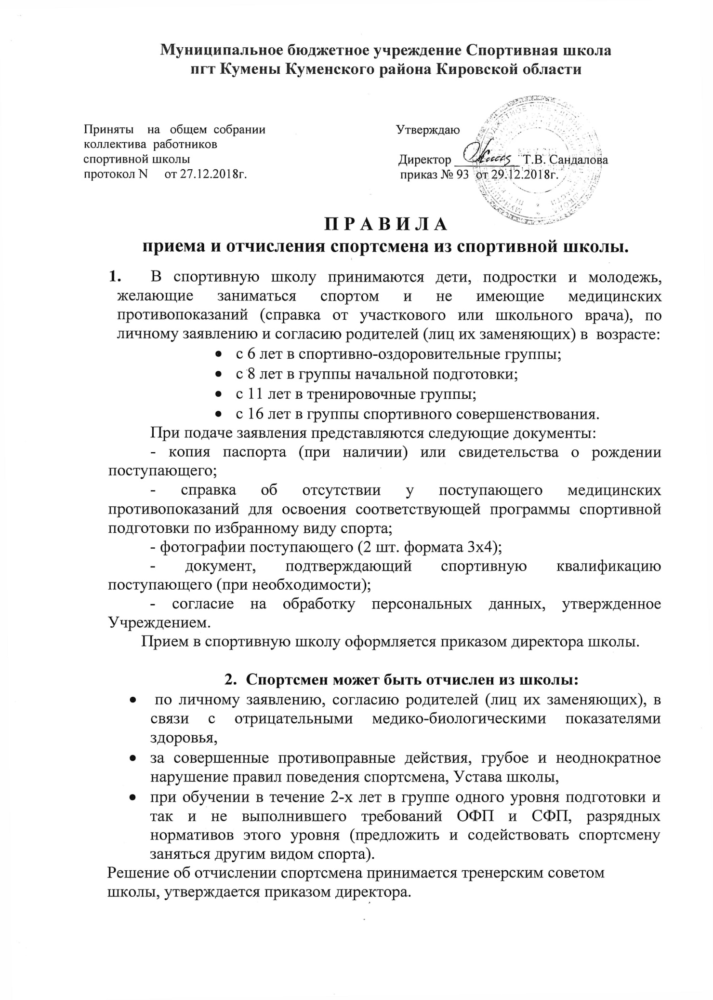 Муниципальное бюджетное учреждение Спортивная школа
пгт Кумены Куменского района Кировской области
Приняты на общем собрании
коллектива работников
спортивной школы
протокол N от 27.12.2018г.
Утверждаю
Директор __________ Т.В. Сандалова
приказ № 93 от 29.12.2018г.
П Р А В И Л А
приема и отчисления спортсмена из спортивной школы.
1. В спортивную школу принимаются дети, подростки и молодежь,
желающие заниматься спортом и не имеющие медицинских
противопоказаний (справка от участкового или школьного врача), по
личному заявлению и согласию родителей (лиц их заменяющих) в возрасте:
• с 6 лет в спортивно-оздоровительные группы;
• с 8 лет в группы начальной подготовки;
• с 11 лет в тренировочные группы;
• с 16 лет в группы спортивного совершенствования.
При подаче заявления представляются следующие документы:
- копия паспорта (при наличии) или свидетельства о рождении
поступающего;
- справка об отсутствии у поступающего медицинских
противопоказаний для освоения соответствующей программы спортивной
подготовки по избранному виду спорта;
- фотографии поступающего (2 шт. формата 3х4);
- документ, подтверждающий спортивную квалификацию
поступающего (при необходимости);
- согласие на обработку персональных данных, утвержденное
Учреждением.
Прием в спортивную школу оформляется приказом директора школы.
2. Спортсмен может быть отчислен из школы:
• по личному заявлению, согласию родителей (лиц их заменяющих), в
связи с отрицательными медико-биологическими показателями
здоровья,
• за совершенные противоправные действия, грубое и неоднократное
нарушение правил поведения спортсмена, Устава школы,
• при обучении в течение 2-х лет в группе одного уровня подготовки и
так и не выполнившего требований ОФП и СФП, разрядных
нормативов этого уровня (предложить и содействовать спортсмену
заняться другим видом спорта).
Решение об отчислении спортсмена принимается тренерским советом
школы, утверждается приказом директора.